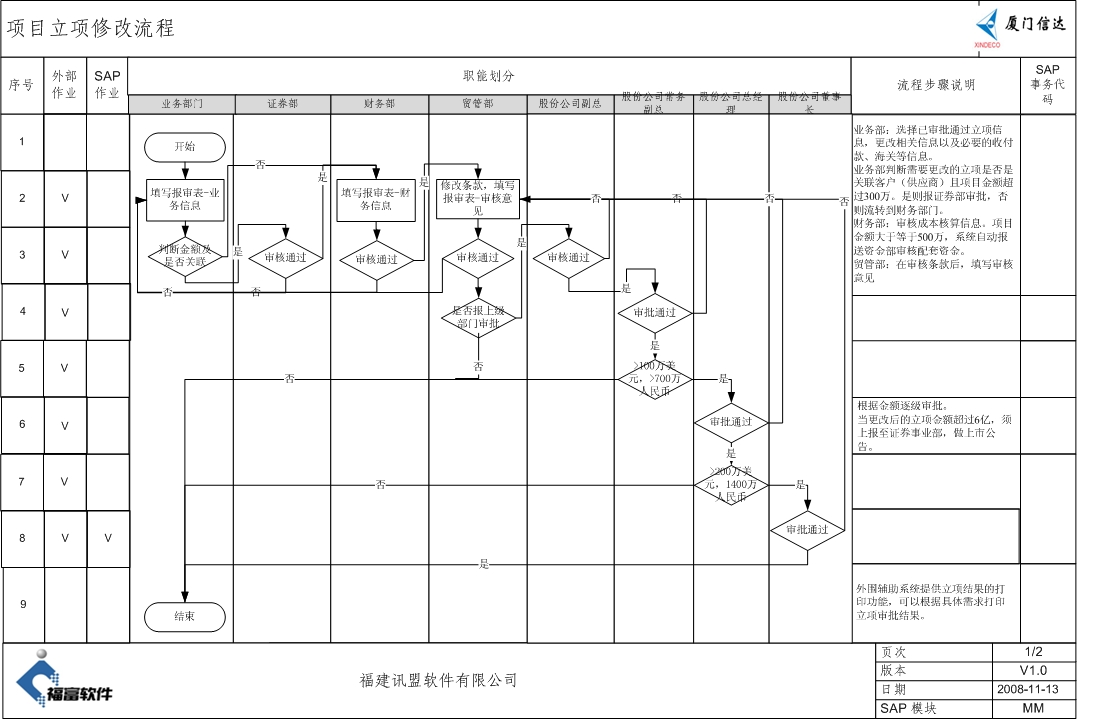 项目立项修改流程
厦门信达
XINDECO
序号
外部
作业
SAP
作业
职能划分
流程步骤说明
SAP
事务代
码
业务部门
证券部
财务部
贸管部
股份公司副总
股份公司常务
副总
股份公司总经
理
股份公司董事
长
1
开始
业务部：选择已审批通过立项信
息，更改相关信息以及必要的收付
款、海关等信息。
业务部判断需要更改的立项是否是
关联客户（供应商）且项目金额超
过300万。是则报证券部审批，否
则流转到财务部门。
财务部：审核成本核算信息。项目
金额大于等于500万，系统自动报
送资金部审核配套资金。
贸管部：在审核条款后，填写审核
意见
否
是
是
2
V
填写报审表-业
务信息
填写报审表-财
务信息
修改条款，填写
报审表-审核意
见
否
否
否
否
3
V
判断金额及
是否关联
是
审核通过
审核通过
审核通过
是
审核通过
否
否
是
4
V
是否报上级
部门审批
审批通过
是
5
V
否
否
>100万美
元，>700万
人民币
是
6
V
审批通过
根据金额逐级审批。
当更改后的立项金额超过6亿，须
上报至证券事业部，做上市公
告。
是
7
V
否
>200万美
元，1400万
人民币
是
8
V
V
审批通过
是
9
结束
外围辅助系统提供立项结果的打
印功能，可以根据具体需求打印
立项审批结果。
福富软件
福建讯盟软件有限公司
页次
1/2
版本
V1.0
日期
2008-11-13
SAP 模块
MM